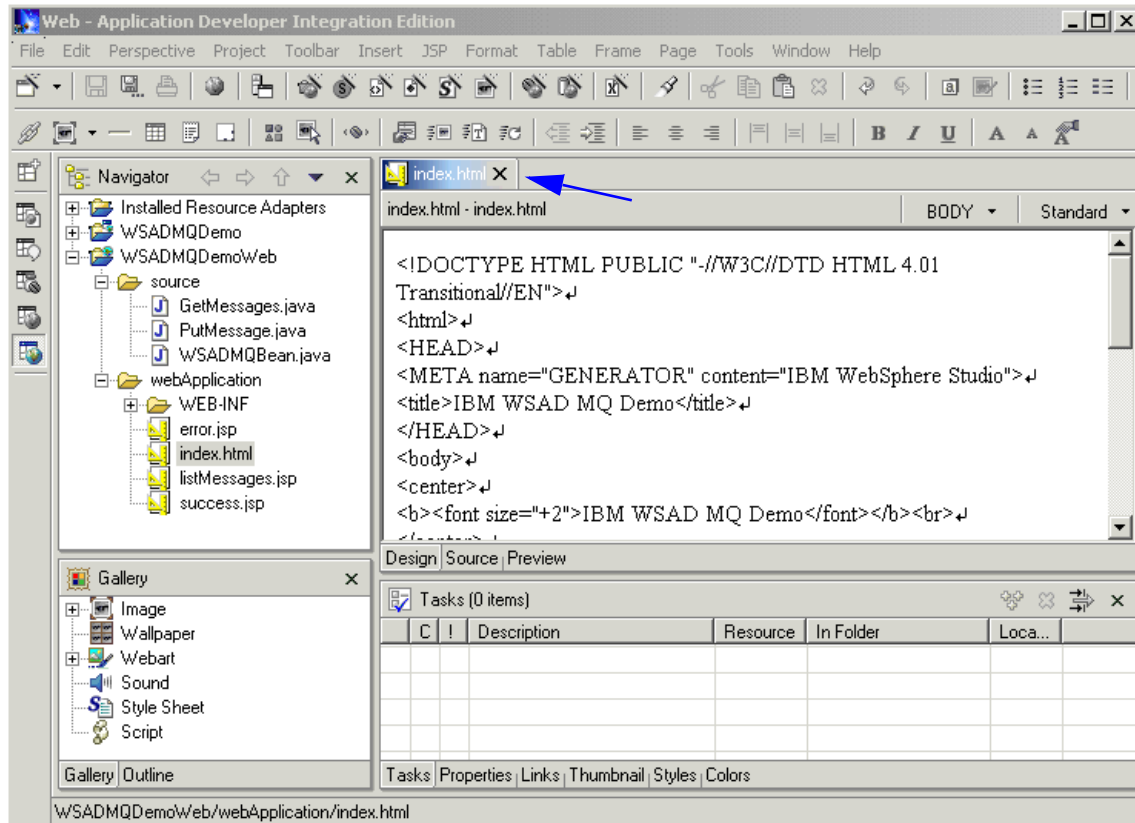 Web - Application Developer Integration Edition
File Edit Perspective Project Toolbar Insert JSP Format Table Frame Page Tools Window Help
B I U A A A
Navigator
Installed Resource Adapters
WSADMQDemo
WSADMQDemoWeb
source
GetMessages.java
PutMessage.java
WSADMQBean.java
webApplication
WEB-INF
error.jsp
index.html
listMessages.jsp
success.jsp
Gallery
Image
Wallpaper
Webart
Sound
Style Sheet
Script
Gallery Outline
index.html
index.html - index.html BODY Standard
<!DOCTYPE HTML PUBLIC "-//W3C//DTD HTML 4.01
Transitional//EN">↵
<html>↵
<HEAD>↵
<META name="GENERATOR" content="IBM WebSphere Studio">↵
<title>IBM WSAD MQ Demo</title>↵
</HEAD>↵
<body>↵
<center>↵
<b><font size="+2">IBM WSAD MQ Demo</font></b><br>↵
</center>↵
Design Source Preview
Tasks (0 items)
C ! Description Resource In Folder Loca...
Tasks Properties Links Thumbnail Styles Colors
WSADMQDemoWeb/webApplication/index.html